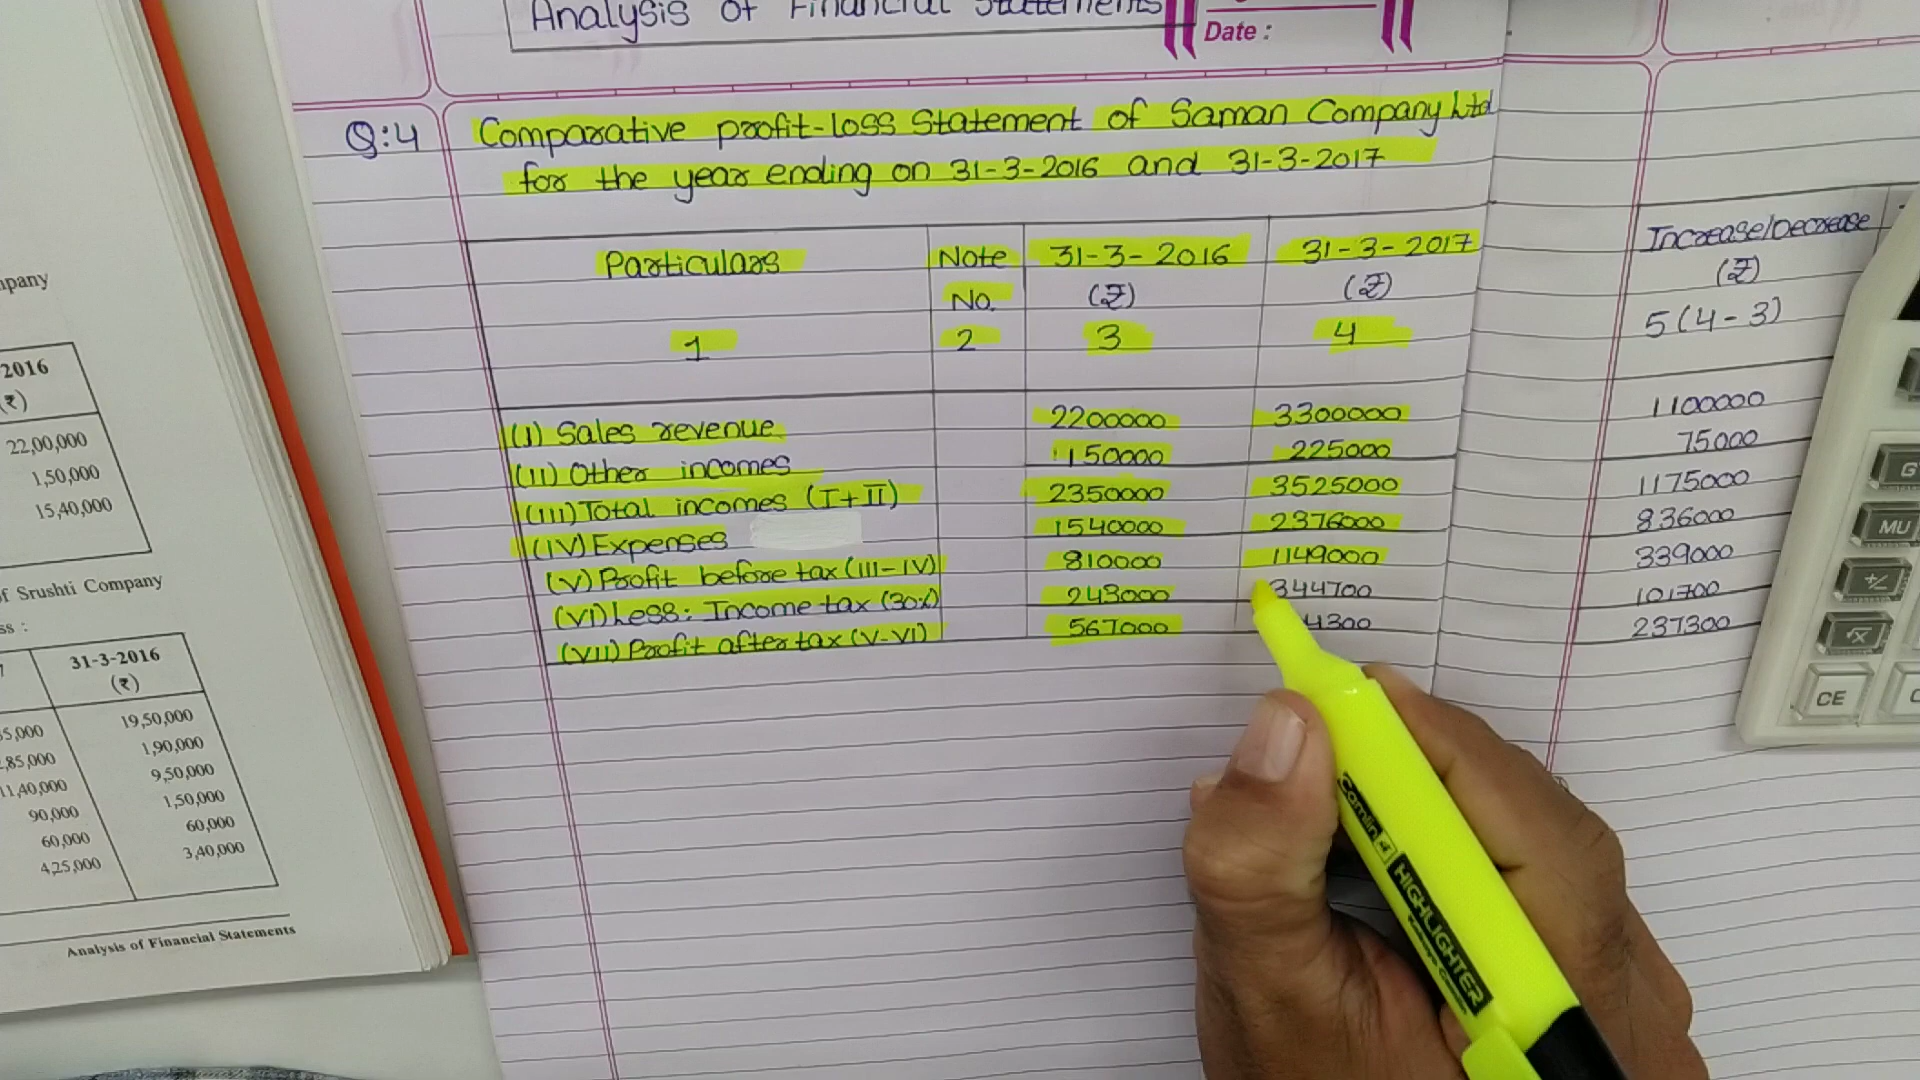 Analysis of Financial Statements
Date :
Q:4 Comparative profit-loss Statement of Saman Company Ltd
for the year ending on 31-3-2016 and 31-3-2017
Particulars Note 31-3-2016 31-3-2017 Increase/Decrease
No. (₹) (₹) (₹)
1 2 3 4 5 (4-3)
(I) Sales revenue 2200000 3300000 1100000
(II) Other incomes 150000 225000 75000
(III) Total incomes (I+II) 2350000 3525000 1175000
(IV) Expenses 1540000 2376000 836000
(V) Profit before tax (III-IV) 810000 1149000 339000
(VI) Less: Income tax (30%) 243000 344700 101700
(VII) Profit after tax (V-VI) 567000 4300 237300
2016
(₹)
22,00,000
1,50,000
15,40,000
f Srushti Company
ss :
31-3-2016
(₹)
5,000 19,50,000
,85,000 1,90,000
11,40,000 9,50,000
90,000 1,50,000
60,000 60,000
4,25,000 3,40,000
Analysis of Financial Statements
Camlin
HIGHLIGHTER
G
MU
+/-
√x
CE
C